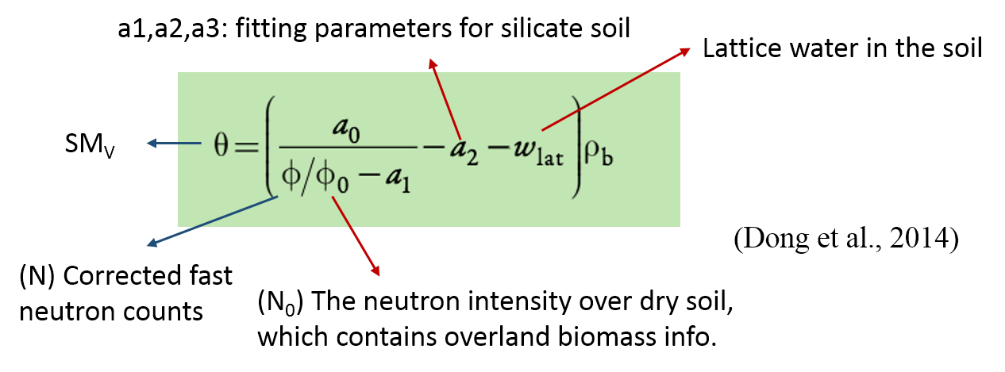 a1,a2,a3: fitting parameters for silicate soil
Lattice water in the soil
SMᵥ
θ=(a₀/(ϕ/ϕ₀ − a₁) − a₂ − w_lat)ρ_b
(Dong et al., 2014)
(N) Corrected fast
neutron counts
(N₀) The neutron intensity over dry soil,
which contains overland biomass info.